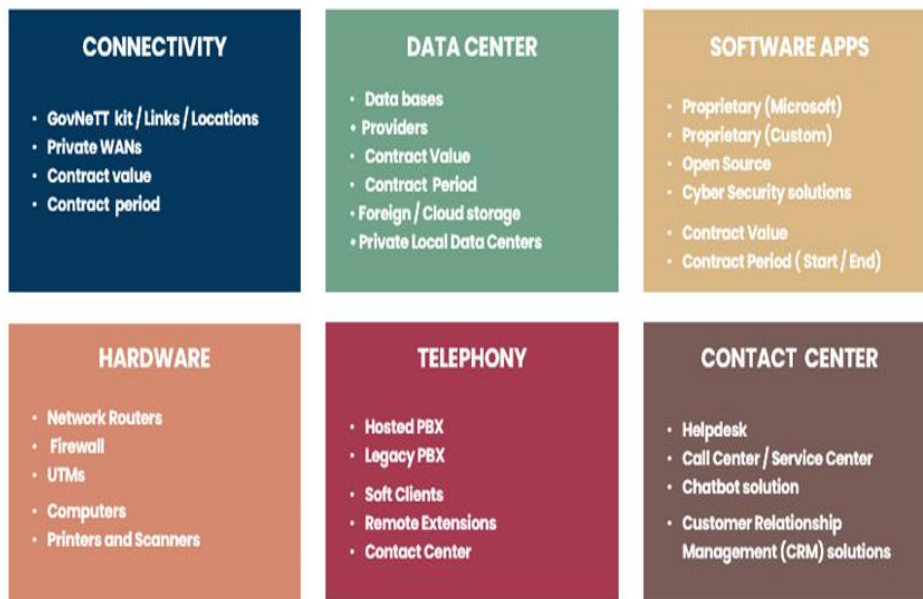 CONNECTIVITY
• GovNeTT kit / Links / Locations
• Private WANs
• Contract value
• Contract period
DATA CENTER
• Data bases
• Providers
• Contract Value
• Contract Period
• Foreign / Cloud storage
• Private Local Data Centers
SOFTWARE APPS
• Proprietary (Microsoft)
• Proprietary (Custom)
• Open Source
• Cyber Security solutions
• Contract Value
• Contract Period ( Start / End)
HARDWARE
• Network Routers
• Firewall
• UTMs
• Computers
• Printers and Scanners
TELEPHONY
• Hosted PBX
• Legacy PBX
• Soft Clients
• Remote Extensions
• Contact Center
CONTACT CENTER
• Helpdesk
• Call Center / Service Center
• Chatbot solution
• Customer Relationship
Management (CRM) solutions